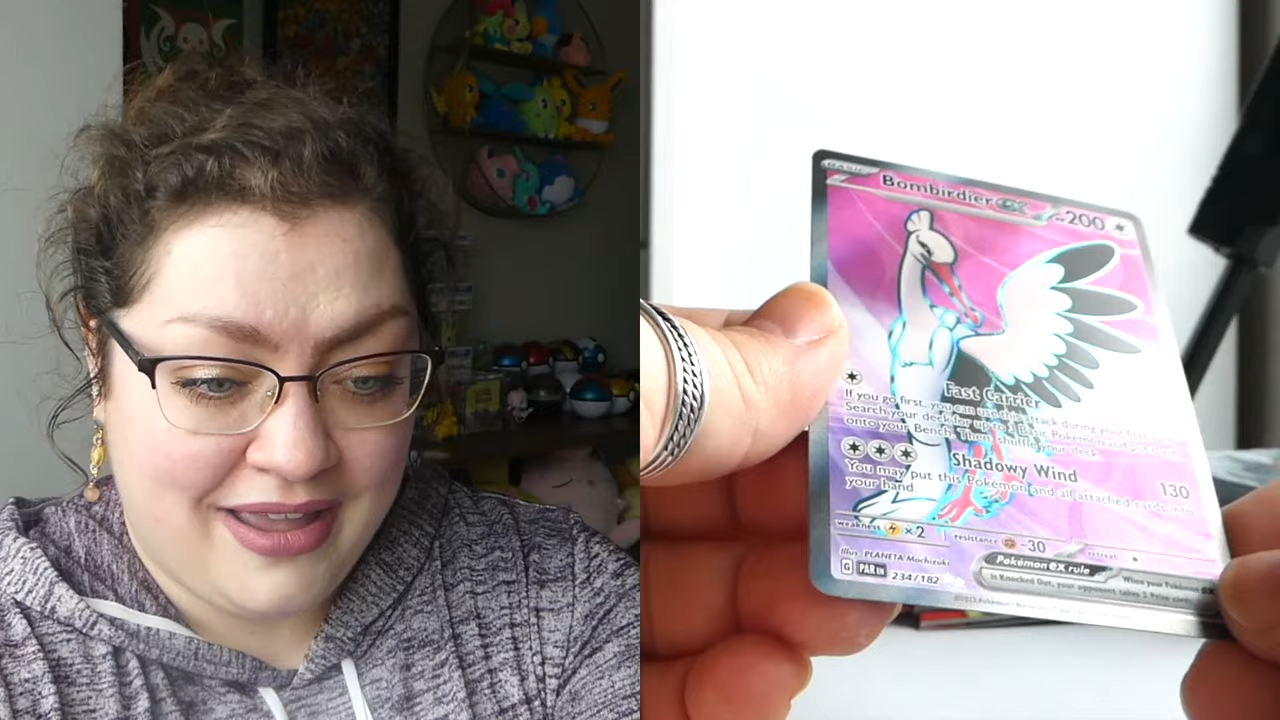 BASIC
Bombirdier ex HP 200
Fast Carrier
If you go first, you can use this attack during your first
Search your deck for up to 3 Basic Pokémon and put them
onto your Bench. Then, shuffle your deck.
Shadowy Wind 130
You may put this Pokémon and all attached cards into
your hand.
weakness ×2 resistance -30 retreat
Illus. PLANETA Mochizuki
G PAR EN 234/182
Pokémon ex rule
When your Pokémon ex
is Knocked Out, your opponent takes 2 Prize cards.